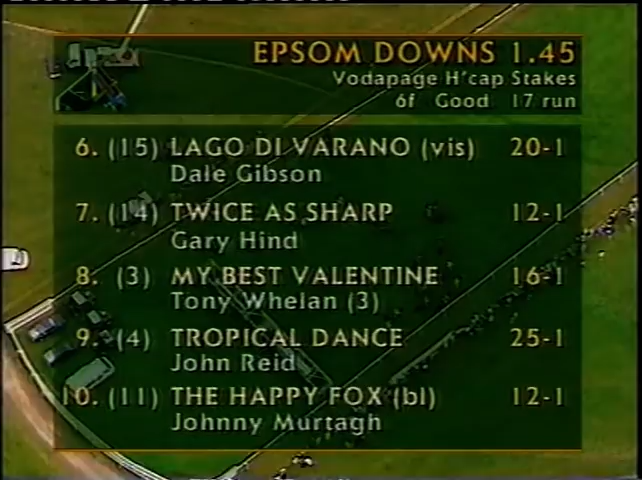 EPSOM DOWNS 1.45
Vodapage H'cap Stakes
6f Good 17 run
6. (15) LAGO DI VARANO (vis) 20-1
Dale Gibson
7. (14) TWICE AS SHARP 12-1
Gary Hind
8. (3) MY BEST VALENTINE 16-1
Tony Whelan (3)
9. (4) TROPICAL DANCE 25-1
John Reid
10. (11) THE HAPPY FOX (bl) 12-1
Johnny Murtagh